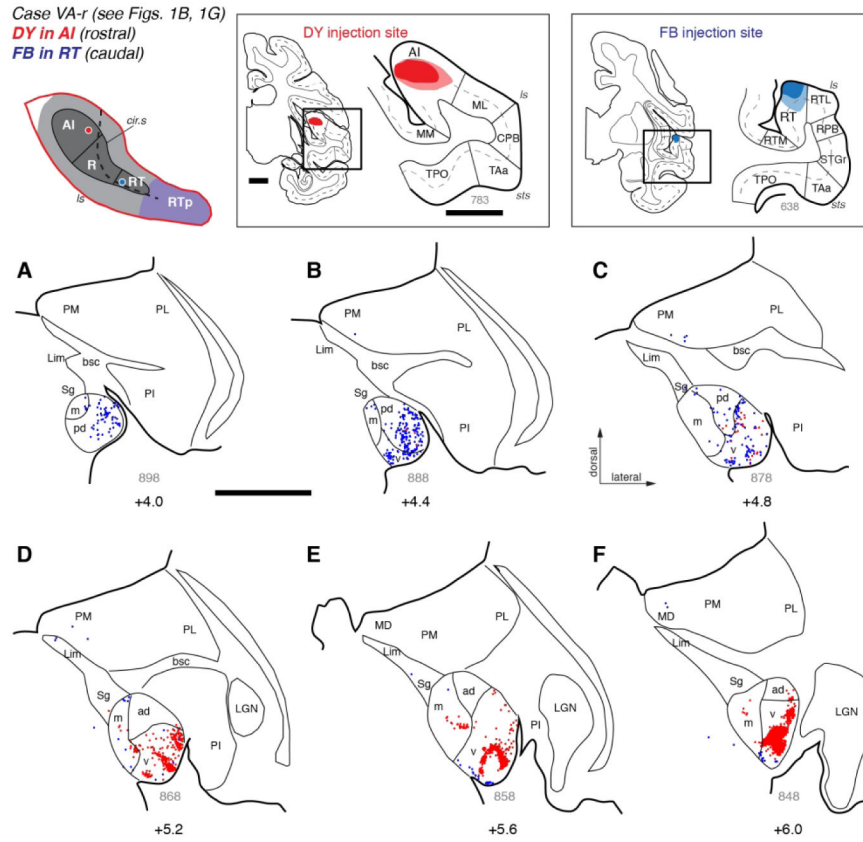 Case VA-r (see Figs. 1B, 1G)
DY in AI (rostral)
FB in RT (caudal)
AI
R
RT
RTp
cir.s
ls
DY injection site
AI
ls
ML
MM
CPB
TPO
TAa
sts
783
FB injection site
ls
RTL
RT
RTM
RPB
STGr
TPO
TAa
sts
638
A
PM
PL
Lim
bsc
Sg
PI
m
pd
898
+4.0
B
PM
PL
Lim
bsc
Sg
PI
m
pd
v
888
+4.4
C
PM
PL
Lim
bsc
Sg
pd
m
v
PI
dorsal
lateral
878
+4.8
D
PM
PL
Lim
bsc
Sg
ad
m
v
LGN
PI
868
+5.2
E
MD
PM
PL
Lim
Sg
ad
m
v
PI
LGN
858
+5.6
F
MD
PM
PL
Lim
Sg
ad
m
v
LGN
848
+6.0